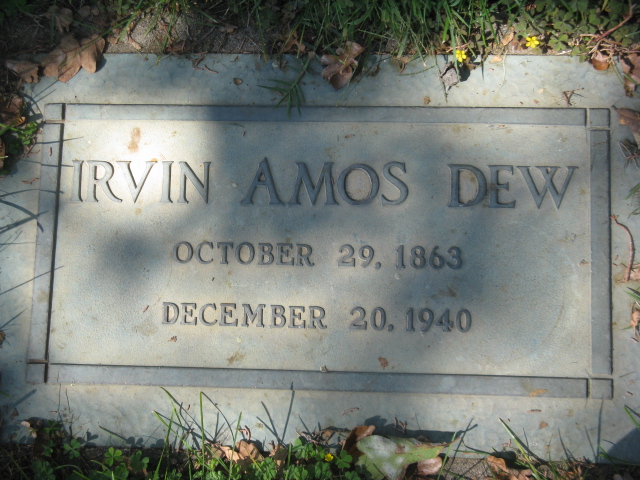 IRVIN AMOS DEW
OCTOBER 29, 1863
DECEMBER 20, 1940